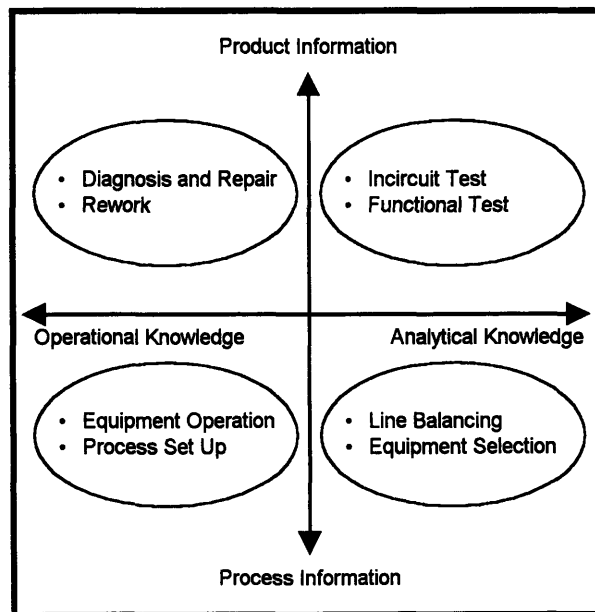 Product Information
• Diagnosis and Repair
• Rework
• Incircuit Test
• Functional Test
Operational Knowledge
Analytical Knowledge
• Equipment Operation
• Process Set Up
• Line Balancing
• Equipment Selection
Process Information